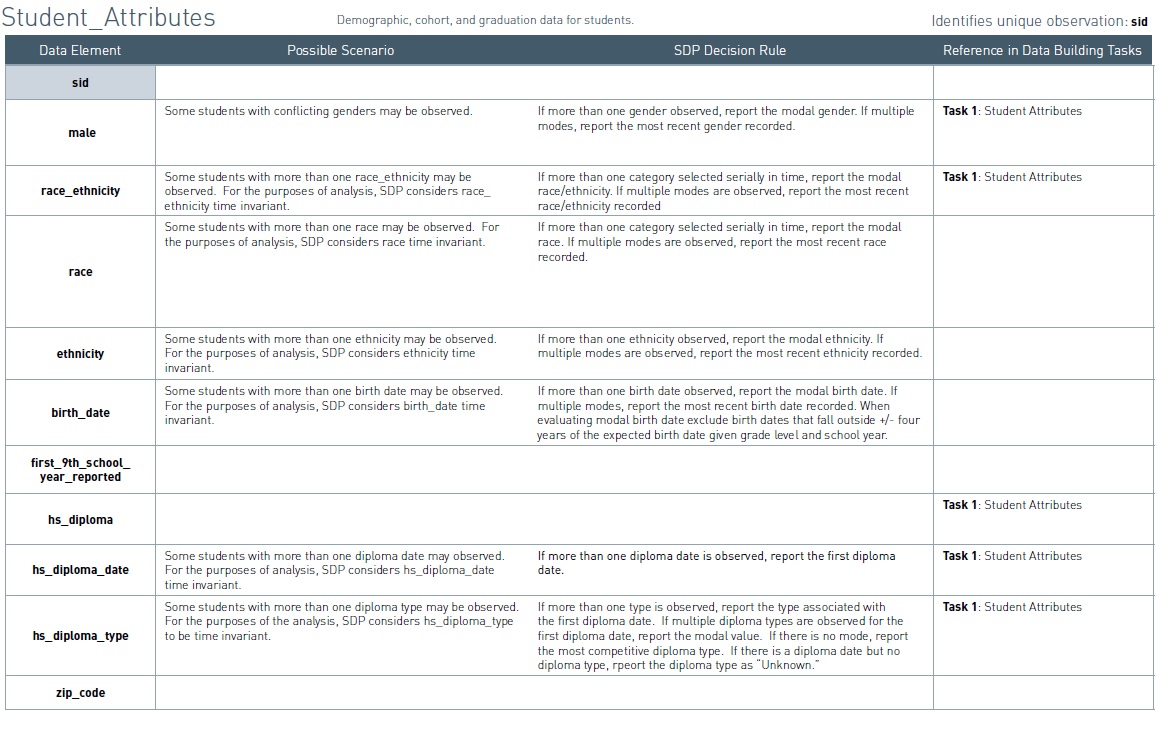 Student_Attributes
Demographic, cohort, and graduation data for students.
Identifies unique observation: sid
Data Element
Possible Scenario
SDP Decision Rule
Reference in Data Building Tasks
sid
male
Some students with conflicting genders may be observed.
If more than one gender observed, report the modal gender. If multiple
modes, report the most recent gender recorded.
Task 1: Student Attributes
race_ethnicity
Some students with more than one race_ethnicity may be
observed.  For the purposes of analysis, SDP considers race_
ethnicity time invariant.
If more than one category selected serially in time, report the modal
race/ethnicity. If multiple modes are observed, report the most recent
race/ethnicity recorded
Task 1: Student Attributes
race
Some students with more than one race may be observed.  For
the purposes of analysis, SDP considers race time invariant.
If more than one category selected serially in time, report the modal
race. If multiple modes are observed, report the most recent race
recorded.
ethnicity
Some students with more than one ethnicity may be observed.
For the purposes of analysis, SDP considers ethnicity time
invariant.
If more than one ethnicity observed, report the modal ethnicity. If
multiple modes are observed, report the most recent ethnicity recorded.
birth_date
Some students with more than one birth date may be observed.
For the purposes of analysis, SDP considers birth_date time
invariant.
If more than one birth date observed, report the modal birth date. If
multiple modes, report the most recent birth date recorded. When
evaluating modal birth date exclude birth dates that fall outside +/- four
years of the expected birth date given grade level and school year.
first_9th_school_
year_reported
hs_diploma
Task 1: Student Attributes
hs_diploma_date
Some students with more than one diploma date may observed.
For the purposes of analysis, SDP considers hs_diploma_date
time invariant.
If more than one diploma date is observed, report the first diploma
date.
Task 1: Student Attributes
hs_diploma_type
Some students with more than one diploma type may be observed.
For the purposes of the analysis, SDP considers hs_diploma_type
to be time invariant.
If more than one type is observed, report the type associated with
the first diploma date.  If multiple diploma types are observed for the
first diploma date, report the modal value.  If there is no mode, report
the most competitive diploma type.  If there is a diploma date but no
diploma type, rpeort the diploma type as “Unknown.”
Task 1: Student Attributes
zip_code